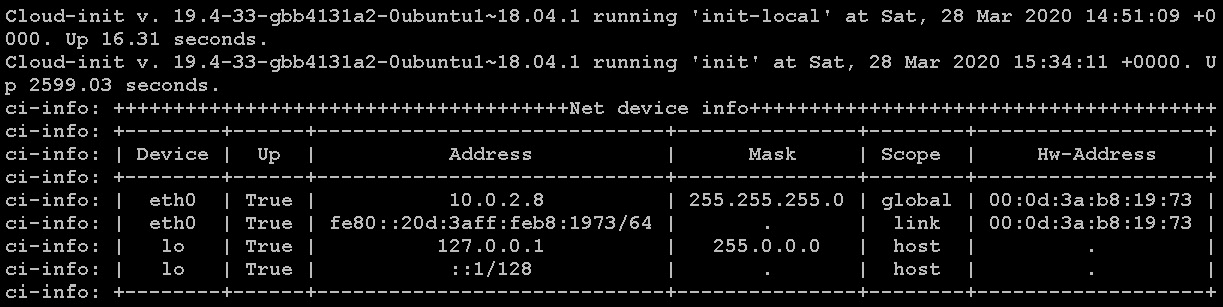 Cloud-init v. 19.4-33-gbb4131a2-0ubuntu1~18.04.1 running 'init-local' at Sat, 28 Mar 2020 14:51:09 +0
000. Up 16.31 seconds.
Cloud-init v. 19.4-33-gbb4131a2-0ubuntu1~18.04.1 running 'init' at Sat, 28 Mar 2020 15:34:11 +0000. U
p 2599.03 seconds.
ci-info: ++++++++++++++++++++++++++++++++++++++Net device info+++++++++++++++++++++++++++++++++++++++
ci-info: +--------+------+------------------------------+---------------+--------+-------------------+
ci-info: | Device |  Up  |           Address            |      Mask     | Scope  |     Hw-Address    |
ci-info: +--------+------+------------------------------+---------------+--------+-------------------+
ci-info: |  eth0  | True |           10.0.2.8           | 255.255.255.0 | global | 00:0d:3a:b8:19:73 |
ci-info: |  eth0  | True | fe80::20d:3aff:feb8:1973/64  |       .       |  link  | 00:0d:3a:b8:19:73 |
ci-info: |   lo   | True |          127.0.0.1           |   255.0.0.0   |  host  |         .         |
ci-info: |   lo   | True |           ::1/128            |       .       |  host  |         .         |
ci-info: +--------+------+------------------------------+---------------+--------+-------------------+